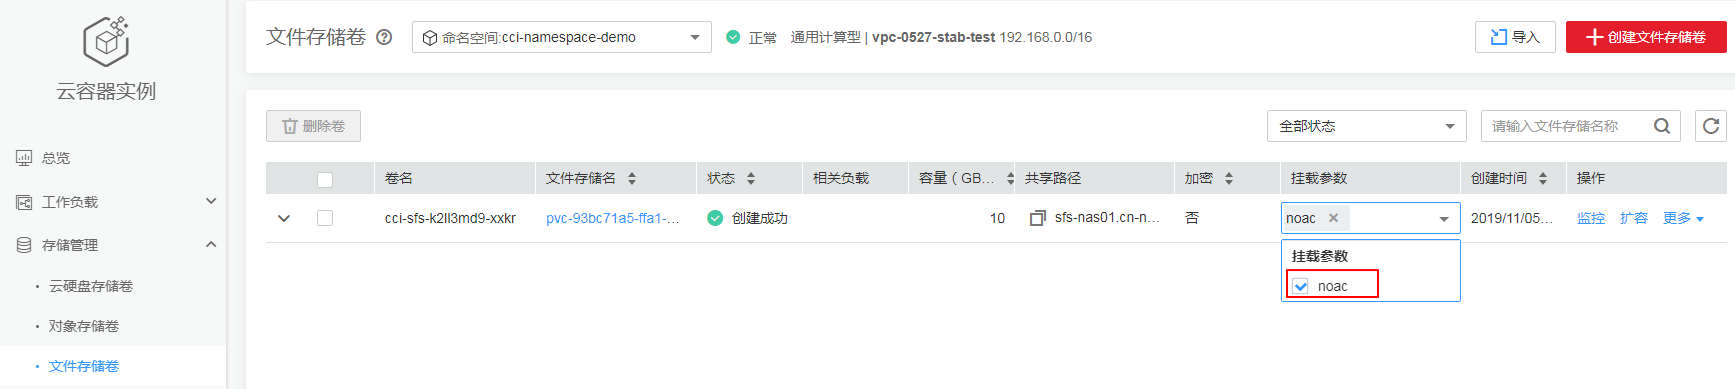 云容器实例
总览
工作负载
存储管理
云硬盘存储卷
对象存储卷
文件存储卷
文件存储卷 ?
命名空间:cci-namespace-demo
正常 通用计算型 | vpc-0527-stab-test 192.168.0.0/16
导入
创建文件存储卷
删除卷
全部状态
请输入文件存储名称
卷名 文件存储名 状态 相关负载 容量（GB... 共享路径 加密 挂载参数 创建时间 操作
cci-sfs-k2ll3md9-xxkr pvc-93bc71a5-ffa1-... 创建成功 10 sfs-nas01.cn-n... 否 noac × 2019/11/05... 监控 扩容 更多
挂载参数
noac